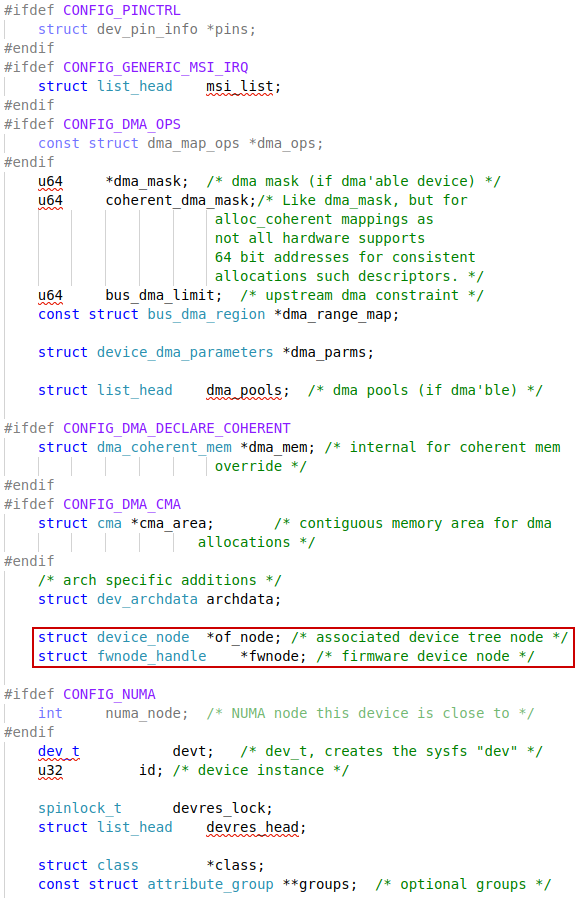 #ifdef CONFIG_PINCTRL
    struct dev_pin_info *pins;
#endif
#ifdef CONFIG_GENERIC_MSI_IRQ
    struct list_head    msi_list;
#endif
#ifdef CONFIG_DMA_OPS
    const struct dma_map_ops *dma_ops;
#endif
    u64     *dma_mask;  /* dma mask (if dma'able device) */
    u64     coherent_dma_mask;/* Like dma_mask, but for
                         alloc_coherent mappings as
                         not all hardware supports
                         64 bit addresses for consistent
                         allocations such descriptors. */
    u64     bus_dma_limit;  /* upstream dma constraint */
    const struct bus_dma_region *dma_range_map;

    struct device_dma_parameters *dma_parms;

    struct list_head    dma_pools;  /* dma pools (if dma'ble) */

#ifdef CONFIG_DMA_DECLARE_COHERENT
    struct dma_coherent_mem *dma_mem; /* internal for coherent mem
                         override */
#endif
#ifdef CONFIG_DMA_CMA
    struct cma *cma_area;       /* contiguous memory area for dma
                       allocations */
#endif
    /* arch specific additions */
    struct dev_archdata archdata;

    struct device_node  *of_node; /* associated device tree node */
    struct fwnode_handle    *fwnode; /* firmware device node */

#ifdef CONFIG_NUMA
    int     numa_node;  /* NUMA node this device is close to */
#endif
    dev_t           devt;   /* dev_t, creates the sysfs "dev" */
    u32         id; /* device instance */

    spinlock_t      devres_lock;
    struct list_head    devres_head;

    struct class        *class;
    const struct attribute_group **groups;  /* optional groups */